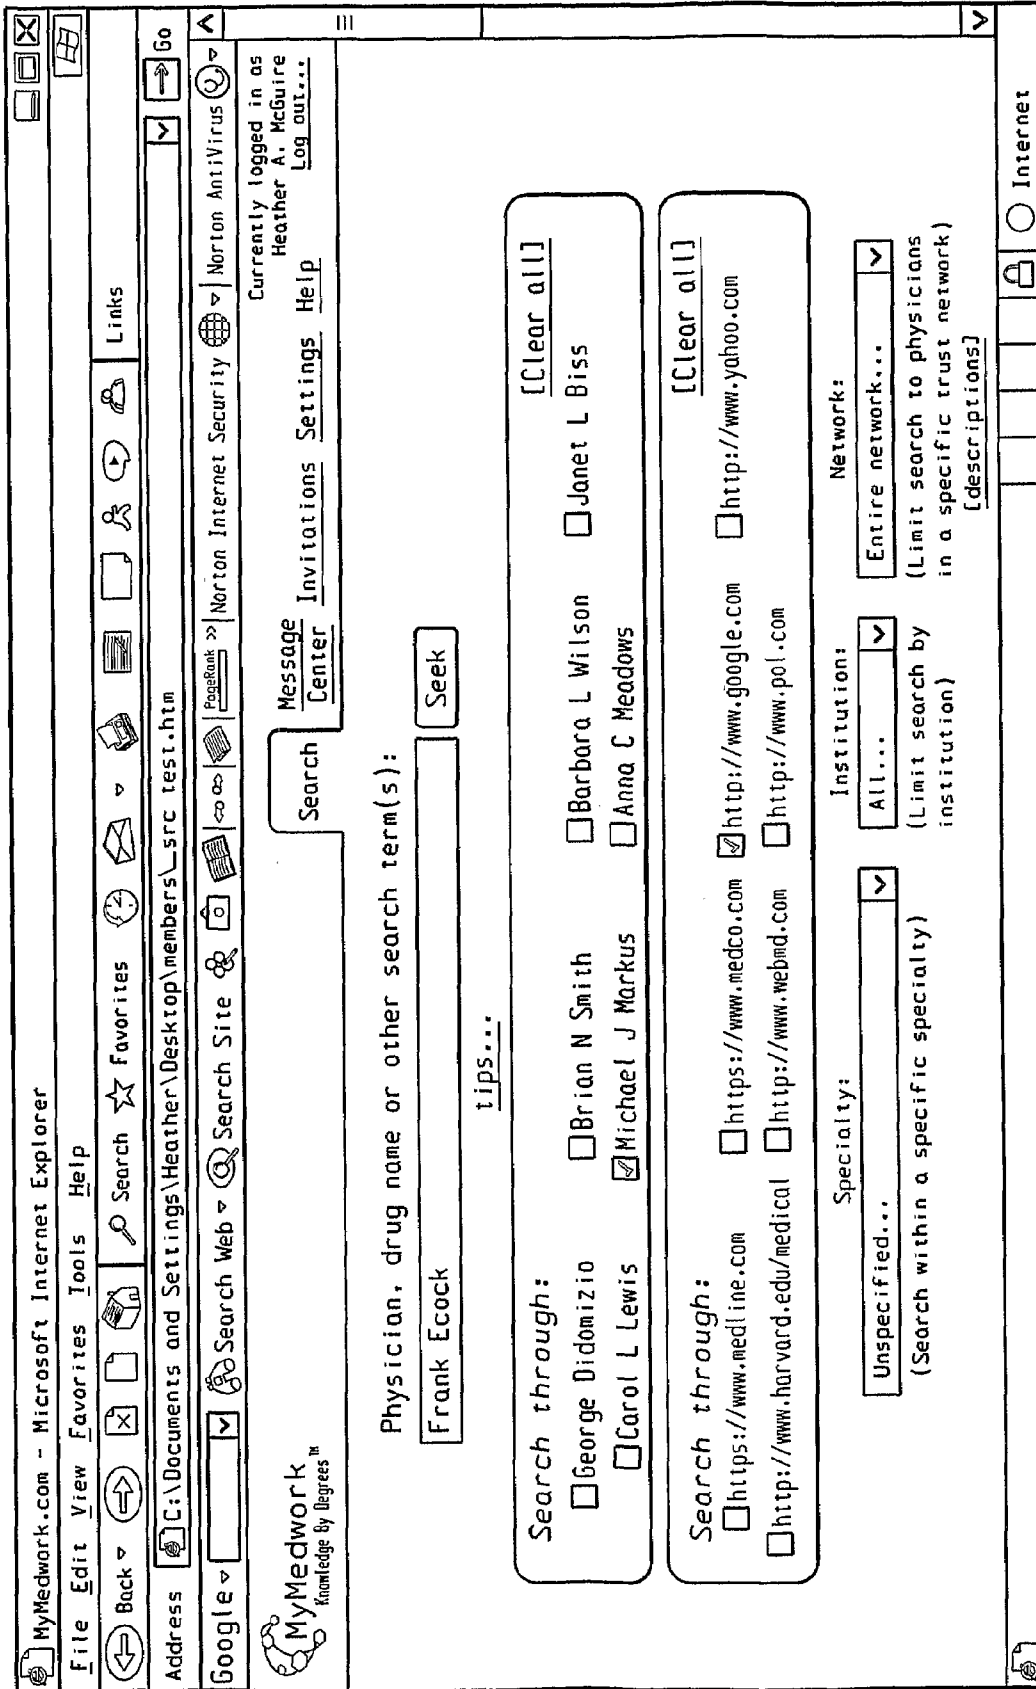 MyMedwork.com - Microsoft Internet Explorer
File Edit View Favorites Tools Help
Back Search Favorites Links
Address C:\Documents and Settings\Heather\Desktop\members\_src test.htm Go
Google Search Web Search Site PageRank >> Norton Internet Security Norton AntiVirus
MyMedwork
Knowledge By Degrees™
Currently logged in as
Heather A. McGuire
Log out...
Search Message Center Invitations Settings Help
Physician, drug name or other search term(s):
Frank Ecock Seek
tips...
Search through: [Clear all]
George Didomizio Brian N Smith Barbara L Wilson Janet L Biss
Carol L Lewis Michael J Markus Anna C Meadows
Search through: [Clear all]
https://www.medline.com https://www.medco.com http://www.google.com http://www.yahoo.com
http://www.harvard.edu/medical http://www.webmd.com http://www.pol.com
Specialty: Institution: Network:
Unspecified... All... Entire network...
(Search within a specific specialty) (Limit search by institution) (Limit search to physicians
in a specific trust network)
[descriptions]
Internet